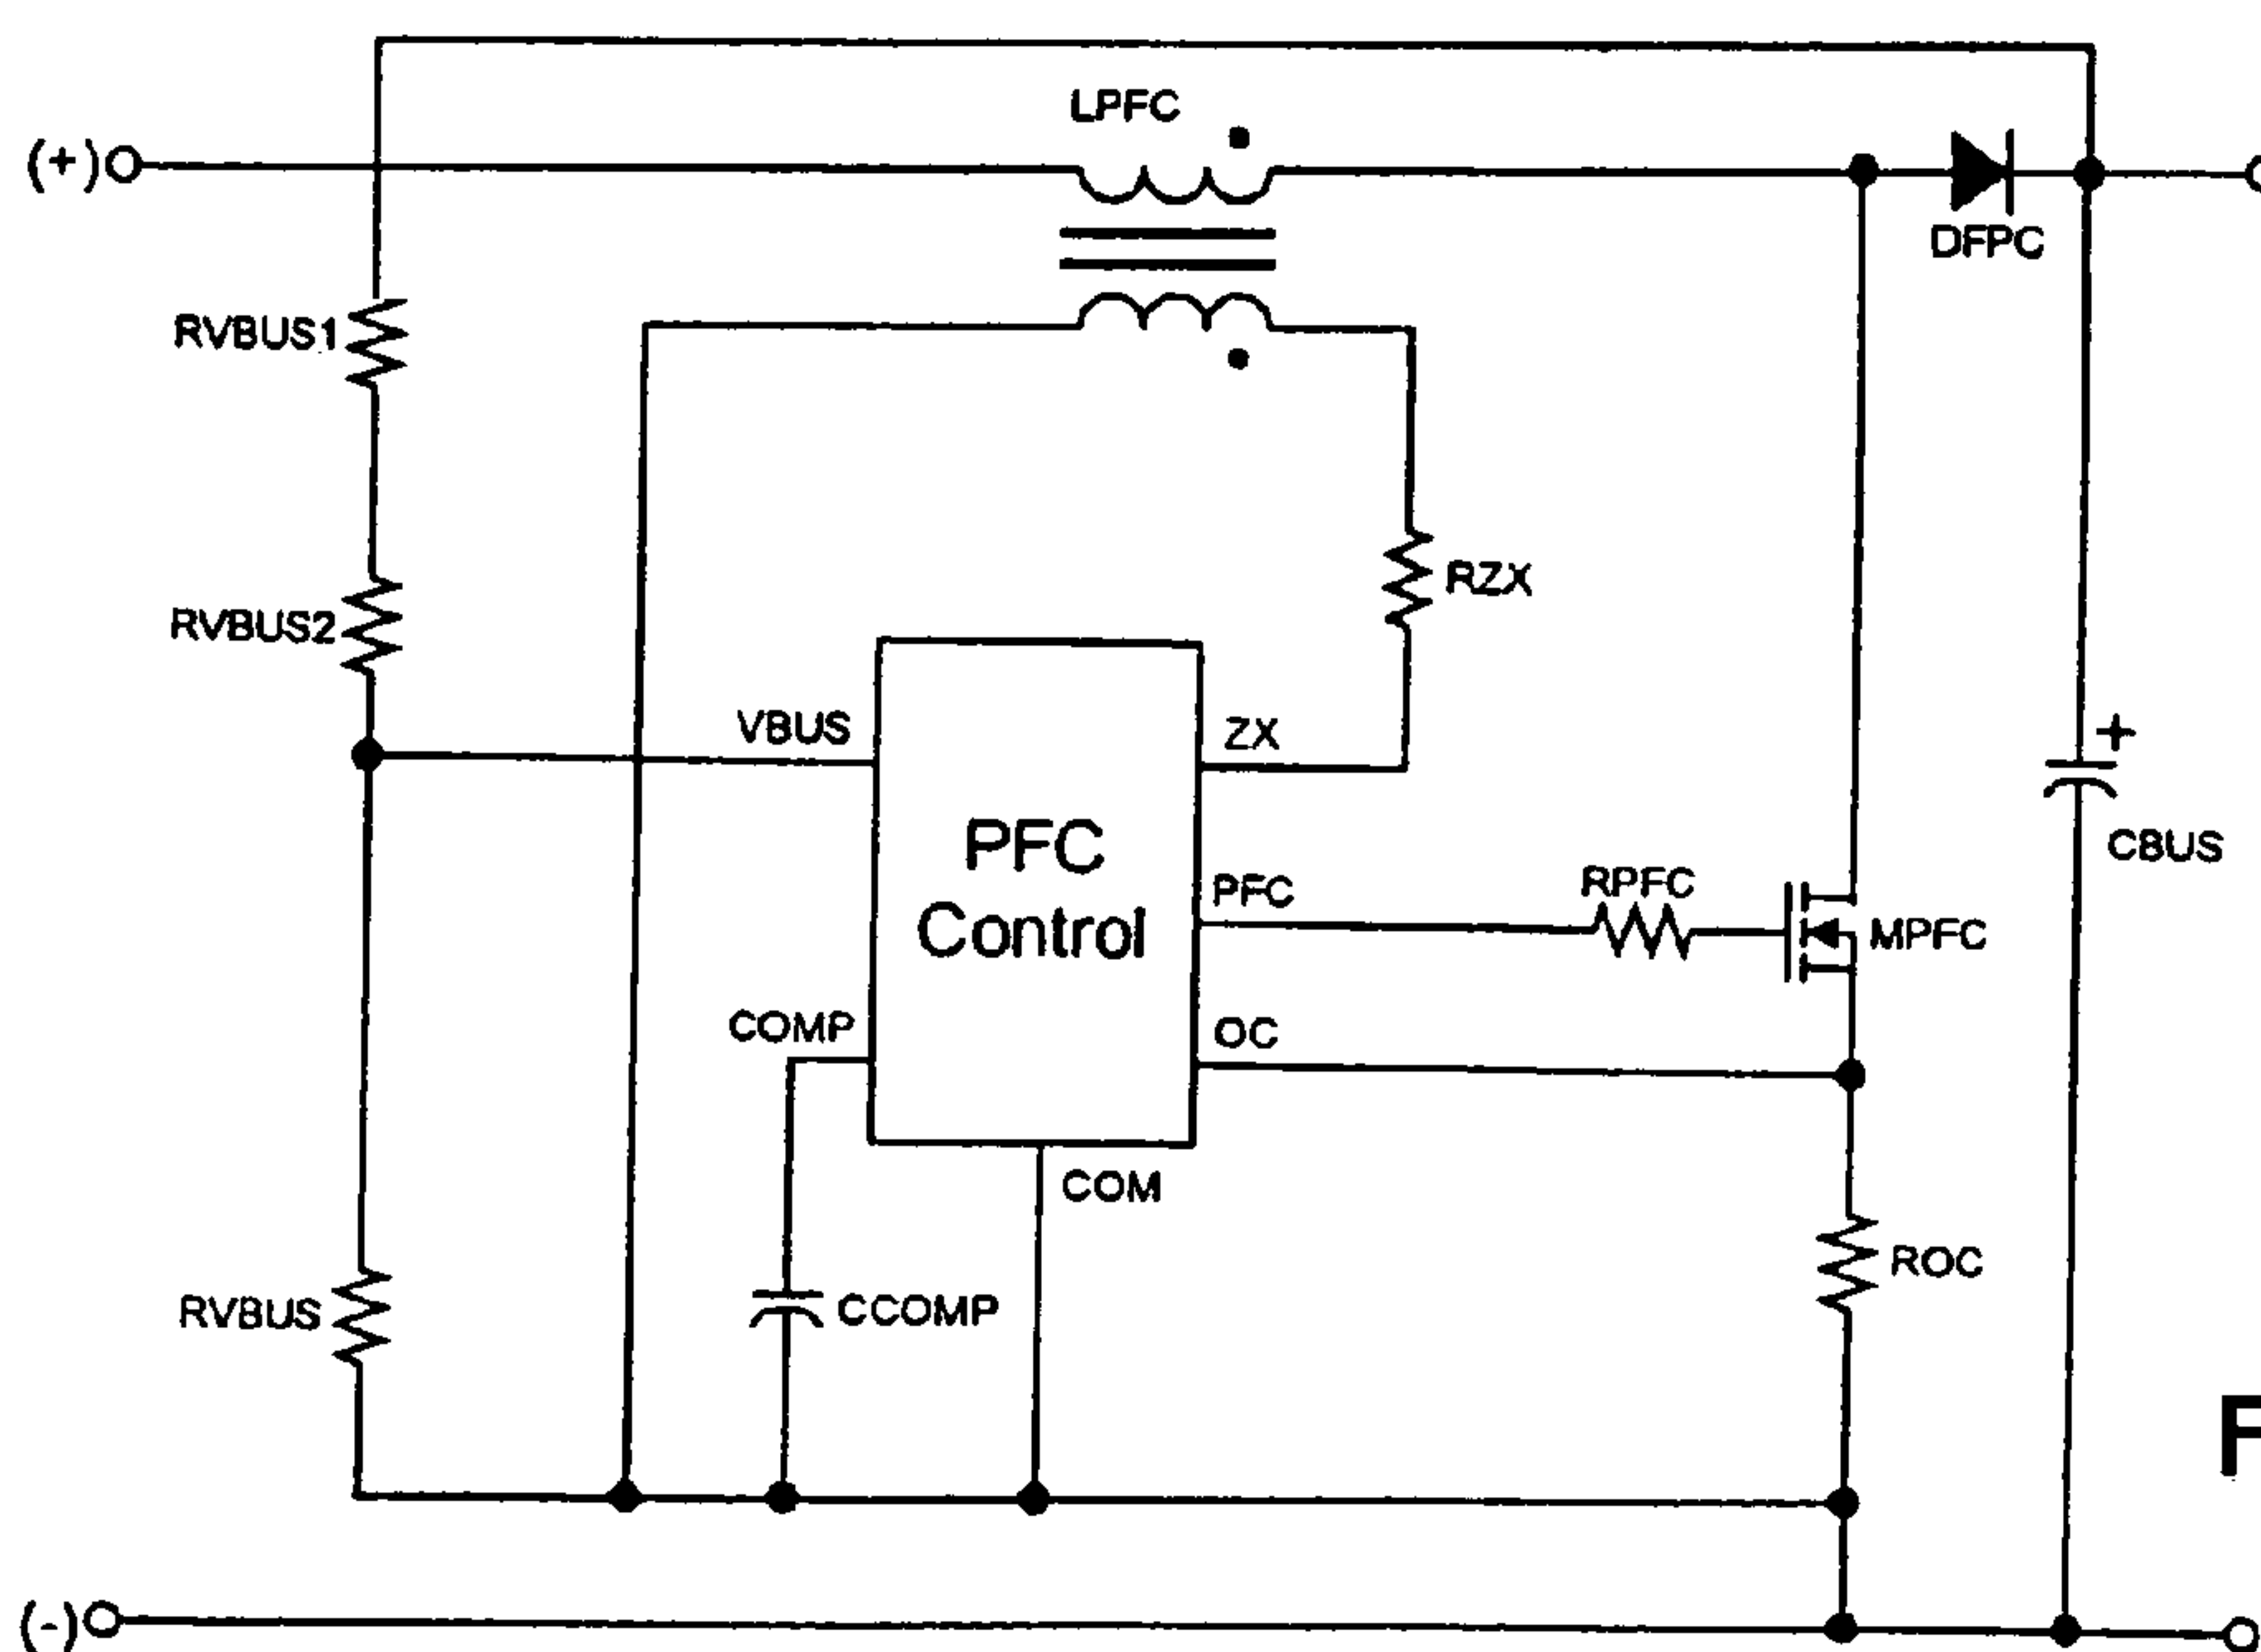 LPFC
(+)
DFPC
RVBUS1
RZX
RVBUS2
VBUS
ZX
+
PFC
Control
CBUS
PFC
RPFC
MPFC
COMP
OC
COM
ROC
RVBUS
CCOMP
F
(-)